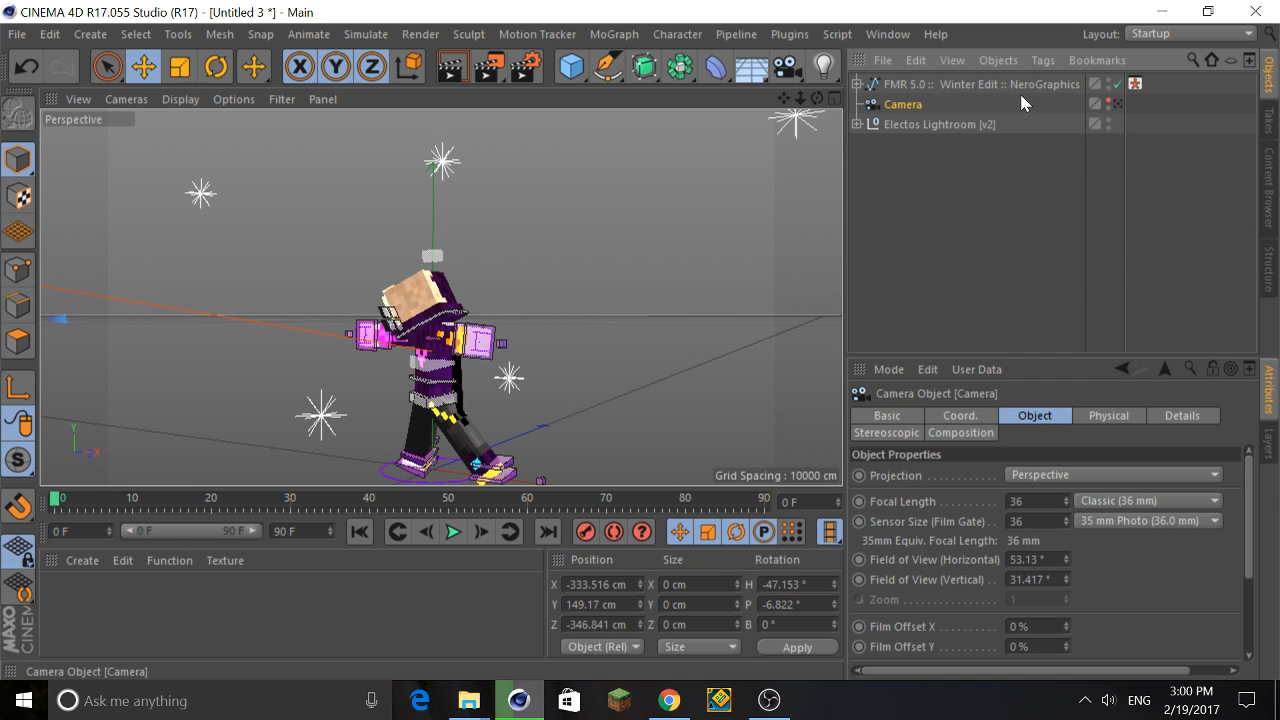 CINEMA 4D R17.055 Studio (R17) - [Untitled 3 *] - Main
File Edit Create Select Tools Mesh Snap Animate Simulate Render Sculpt Motion Tracker MoGraph Character Pipeline Plugins Script Window Help Layout: Startup
File Edit View Objects Tags Bookmarks
X Y Z
View Cameras Display Options Filter Panel
Perspective
FMR 5.0 :: Winter Edit :: NeroGraphics
Camera
Electos Lightroom [v2]
Objects
Takes
Content Browser
Structure
Grid Spacing : 10000 cm
Y
X
S
0 10 20 30 40 50 60 70 80 90 0 F
0 F 0 F 90 F 90 F
P
Create Edit Function Texture
Position Size Rotation
X -333.516 cm X 0 cm H -47.153 °
Y 149.17 cm Y 0 cm P -6.822 °
Z -346.841 cm Z 0 cm B 0 °
Object (Rel) Size Apply
Mode Edit User Data
Camera Object [Camera]
Basic Coord. Object Physical Details
Stereoscopic Composition
Object Properties
Projection Perspective
Focal Length 36 Classic (36 mm)
Sensor Size (Film Gate) . . 36 35 mm Photo (36.0 mm)
35mm Equiv. Focal Length: 36 mm
Field of View (Horizontal) 53.13 °
Field of View (Vertical) . . 31.417 °
Zoom 1
Film Offset X 0 %
Film Offset Y 0 %
Attributes
Layers
MAXO
CINEM
Camera Object [Camera]
Ask me anything
ENG
3:00 PM
2/19/2017